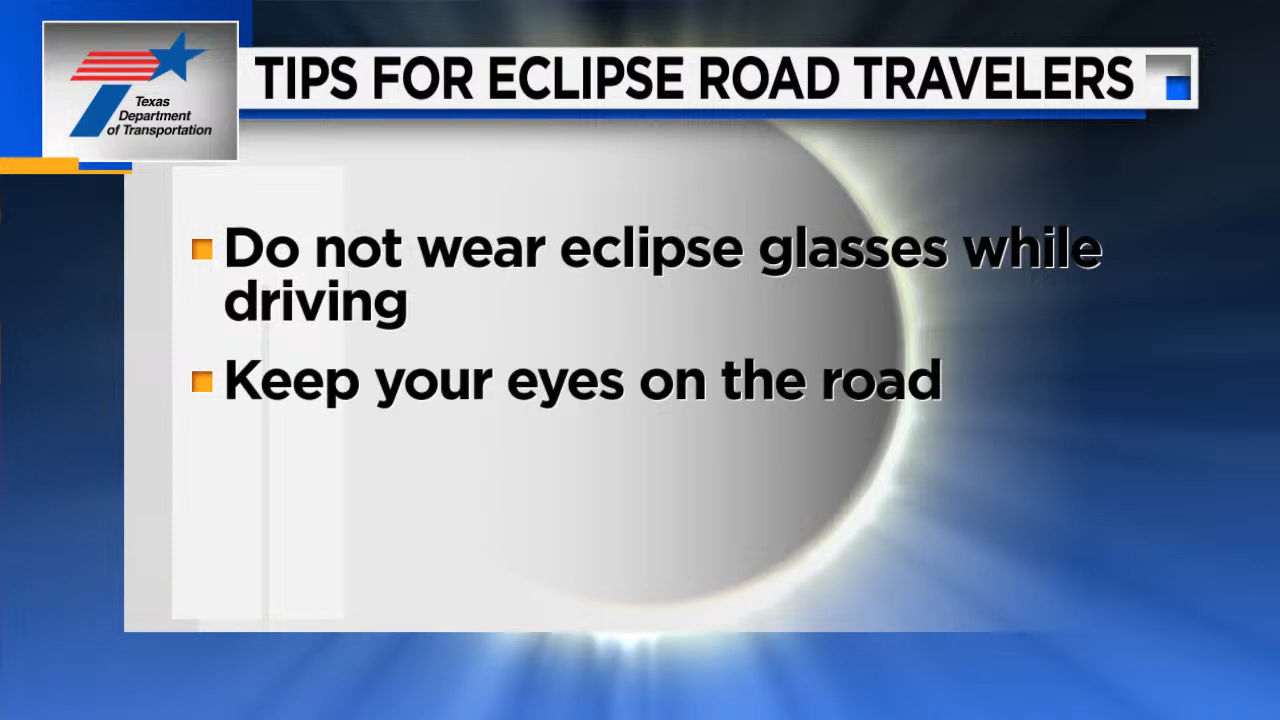 Texas
Department
of Transportation
TIPS FOR ECLIPSE ROAD TRAVELERS
Do not wear eclipse glasses while
driving
Keep your eyes on the road